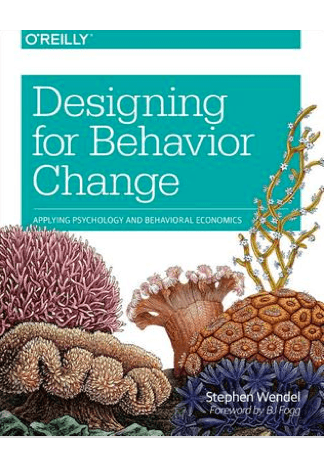 O'REILLY®
Designing
for Behavior
Change
APPLYING PSYCHOLOGY AND BEHAVIORAL ECONOMICS
Stephen Wendel
Foreword by BJ Fogg